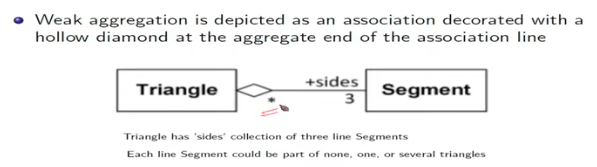 Weak aggregation is depicted as an association decorated with a
hollow diamond at the aggregate end of the association line
Triangle
+sides
Segment
*
3
Triangle has 'sides' collection of three line Segments
Each line Segment could be part of none, one, or several triangles